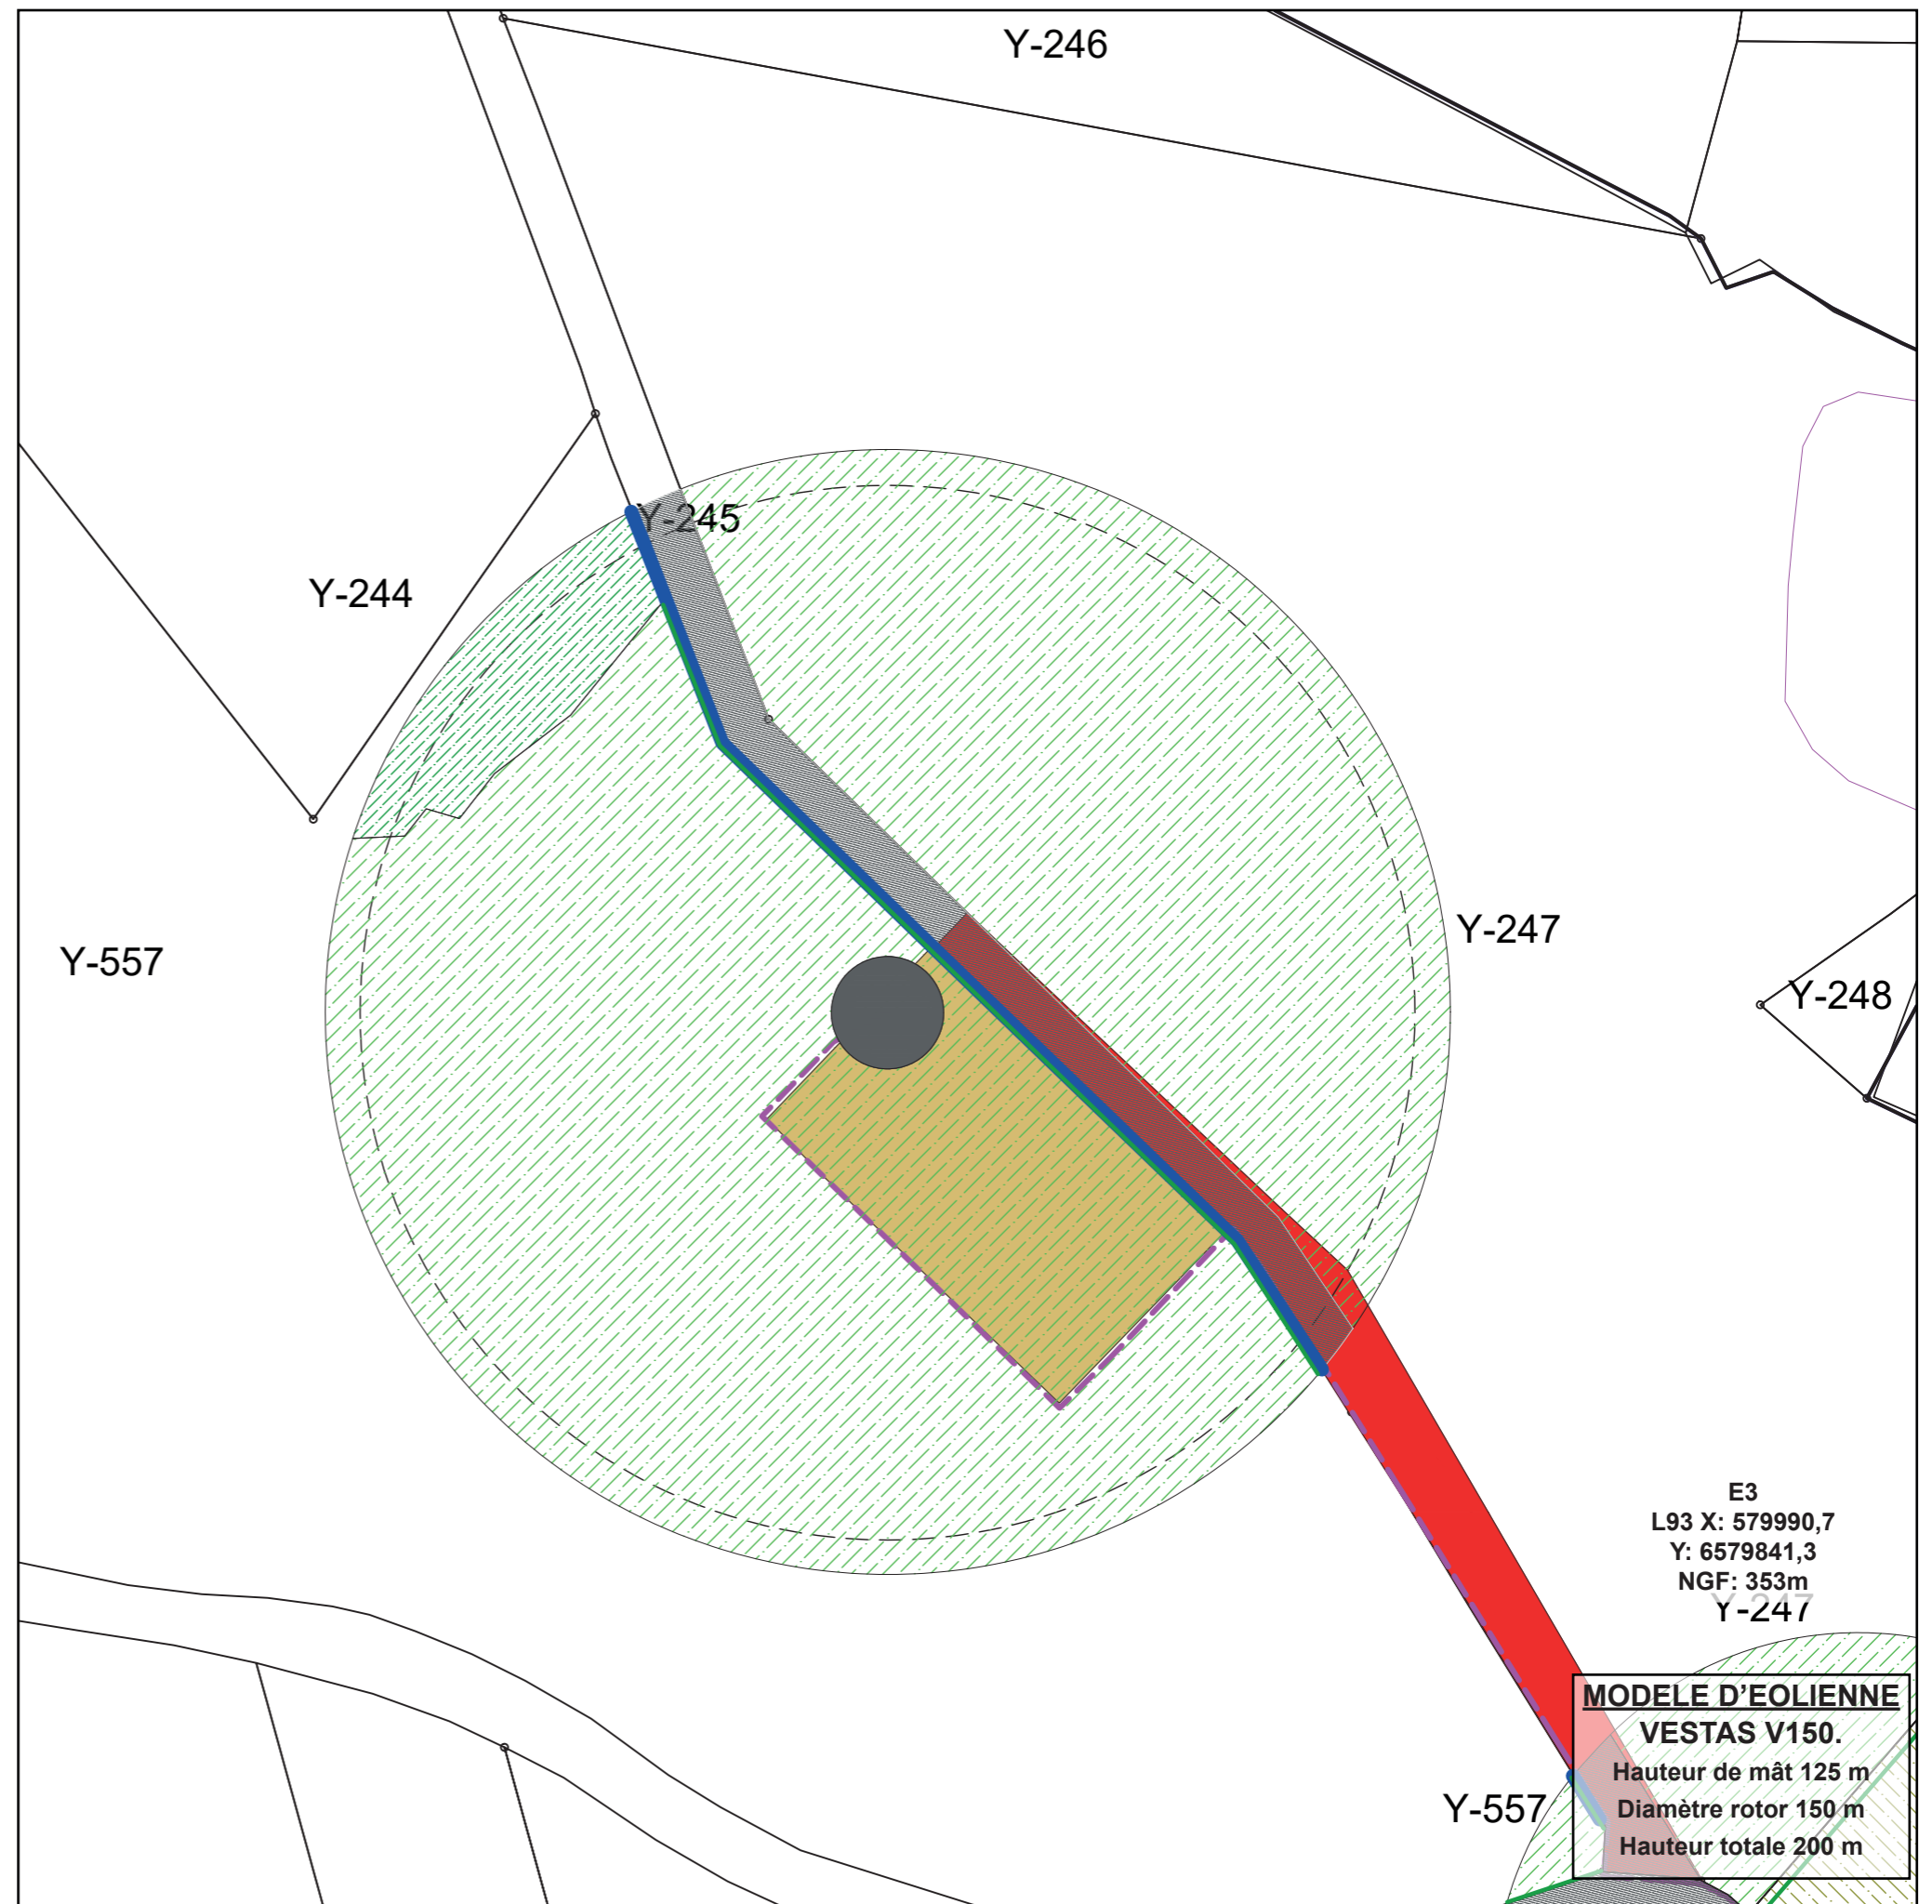 Y-246
Y-245
Y-244
Y-247
Y-557
Y-248
E3
L93 X: 579990,7
Y: 6579841,3
NGF: 353m
Y-247
MODELE D’EOLIENNE
VESTAS V150.
Hauteur de mât 125 m
Y-557
Diamètre rotor 150 m
Hauteur totale 200 m